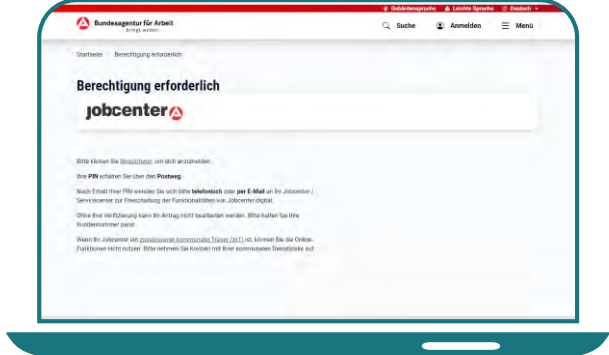 Gebärdensprache Leichte Sprache Deutsch
Bundesagentur für Arbeit
bringt weiter.
Suche Anmelden Menü
Startseite Berechtigung erforderlich
Berechtigung erforderlich
jobcenter
Bitte klicken Sie Registrieren, um sich anzumelden.
Ihre PIN erhalten Sie über den Postweg.
Nach Erhalt Ihrer PIN wenden Sie sich bitte telefonisch oder per E-Mail an Ihr Jobcenter /
Servicecenter zur Freischaltung der Funktionalitäten von Jobcenter.digital.
Ohne Ihre Verifizierung kann Ihr Antrag nicht bearbeitet werden. Bitte halten Sie Ihre
Kundennummer parat.
Wenn Ihr Jobcenter ein zugelassener kommunaler Träger (zkT) ist, können Sie die Online-
Funktionen nicht nutzen. Bitte nehmen Sie Kontakt mit Ihrer kommunalen Dienststelle auf.